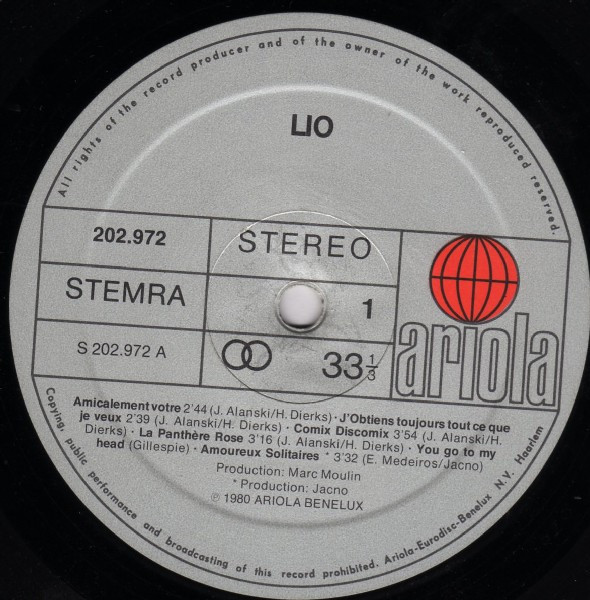 All rights of the record producer and of the owner of the work reproduced reserved.
LIO
202.972
STEREO
STEMRA
1
S 202.972 A
33 1/3
ariola
Amicalement votre 2'44 (J. Alanski/H. Dierks) · J'Obtiens toujours tout ce que
je veux 2'39 (J. Alanski/H. Dierks) · Comix Discomix 3'54 (J. Alanski/H.
Dierks) · La Panthère Rose 3'16 (J. Alanski/H. Dierks) · You go to my
head (Gillespie) · Amoureux Solitaires * 3'32 (E. Medeiros/Jacno)
Production: Marc Moulin
* Production: Jacno
℗ 1980 ARIOLA BENELUX
Copying, public performance and broadcasting of this record prohibited. Ariola-Eurodisc-Benelux N.V. Haarlem